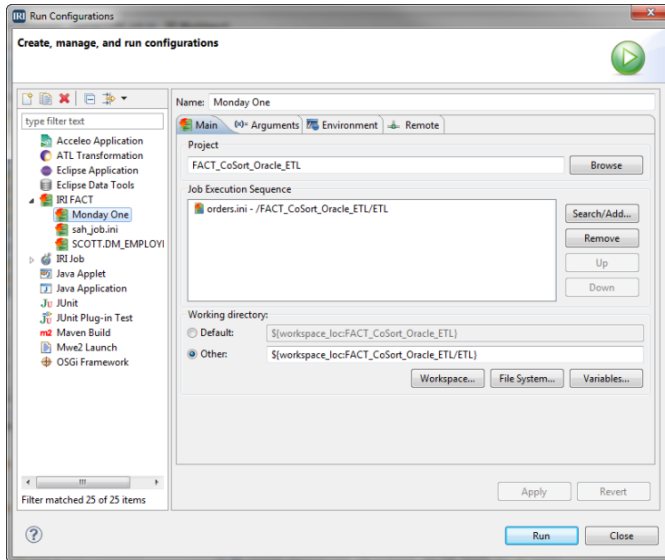 IRI Run Configurations
Create, manage, and run configurations
type filter text
Acceleo Application
ATL Transformation
Eclipse Application
Eclipse Data Tools
IRI FACT
Monday One
sah_job.ini
SCOTT.DM_EMPLOYI
IRI Job
Java Applet
Java Application
Ju JUnit
JUnit Plug-in Test
m2 Maven Build
Mwe2 Launch
OSGi Framework
Filter matched 25 of 25 items
Name: Monday One
Main (x)= Arguments Environment Remote
Project
FACT_CoSort_Oracle_ETL Browse
Job Execution Sequence
orders.ini - /FACT_CoSort_Oracle_ETL/ETL
Search/Add...
Remove
Up
Down
Working directory:
Default: ${workspace_loc:FACT_CoSort_Oracle_ETL}
Other: ${workspace_loc:FACT_CoSort_Oracle_ETL/ETL}
Workspace... File System... Variables...
Apply Revert
? Run Close